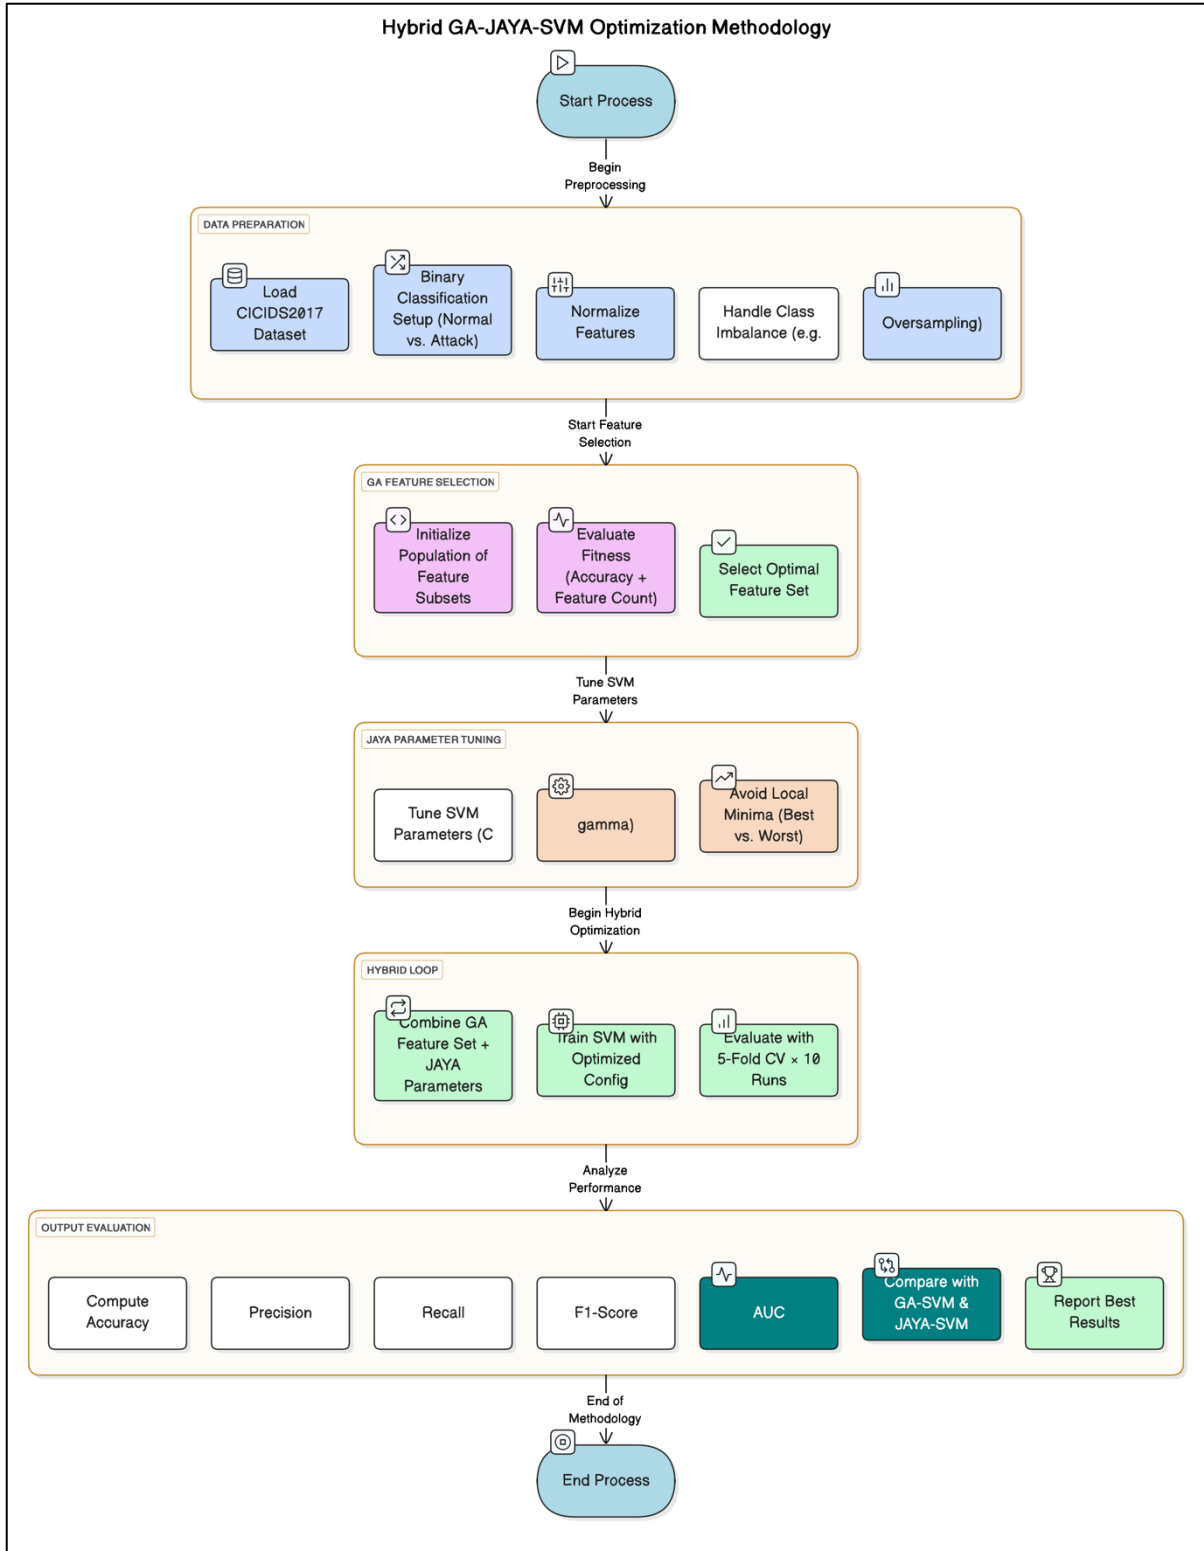 Hybrid GA-JAYA-SVM Optimization Methodology
Start Process
Begin
Preprocessing
DATA PREPARATION
Load
CICIDS2017
Dataset
Binary
Classification
Setup (Normal
vs. Attack)
Normalize
Features
Handle Class
Imbalance (e.g.
Oversampling)
Start Feature
Selection
GA FEATURE SELECTION
Initialize
Population of
Feature
Subsets
Evaluate
Fitness
(Accuracy +
Feature Count)
Select Optimal
Feature Set
Tune SVM
Parameters
JAYA PARAMETER TUNING
Tune SVM
Parameters (C
gamma)
Avoid Local
Minima (Best
vs. Worst)
Begin Hybrid
Optimization
HYBRID LOOP
Combine GA
Feature Set +
JAYA
Parameters
Train SVM with
Optimized
Config
Evaluate with
5-Fold CV × 10
Runs
Analyze
Performance
OUTPUT EVALUATION
Compute
Accuracy
Precision
Recall
F1-Score
AUC
Compare with
GA-SVM &
JAYA-SVM
Report Best
Results
End of
Methodology
End Process